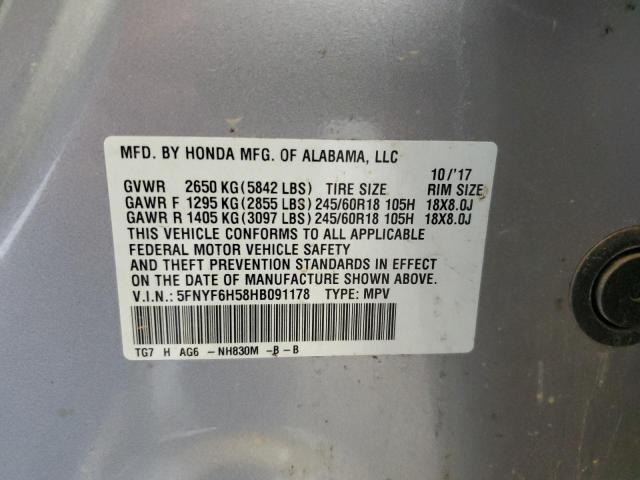 MFD. BY HONDA MFG. OF ALABAMA, LLC 10/'17
GVWR 2650 KG(5842 LBS) TIRE SIZE RIM SIZE
GAWR F 1295 KG(2855 LBS) 245/60R18 105H 18X8.0J
GAWR R 1405 KG(3097 LBS) 245/60R18 105H 18X8.0J
THIS VEHICLE CONFORMS TO ALL APPLICABLE
FEDERAL MOTOR VEHICLE SAFETY
AND THEFT PREVENTION STANDARDS IN EFFECT
ON THE DATE OF MANUFACTURE SHOWN ABOVE.
V.I.N.: 5FNYF6H58HB091178 TYPE: MPV
TG7 H AG6 -NH830M -B-B